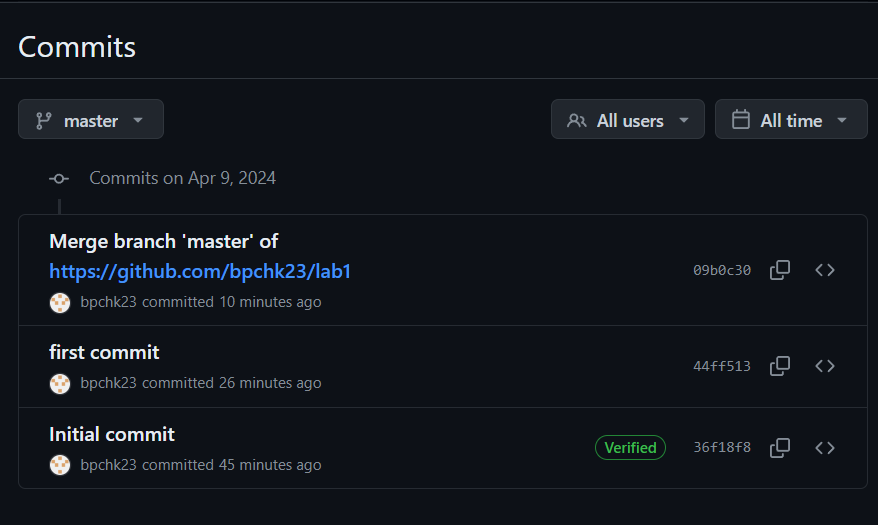 Commits
master
All users
All time
Commits on Apr 9, 2024
Merge branch 'master' of
https://github.com/bpchk23/lab1
bpchk23 committed 10 minutes ago
09b0c30
first commit
bpchk23 committed 26 minutes ago
44ff513
Initial commit
bpchk23 committed 45 minutes ago
Verified
36f18f8